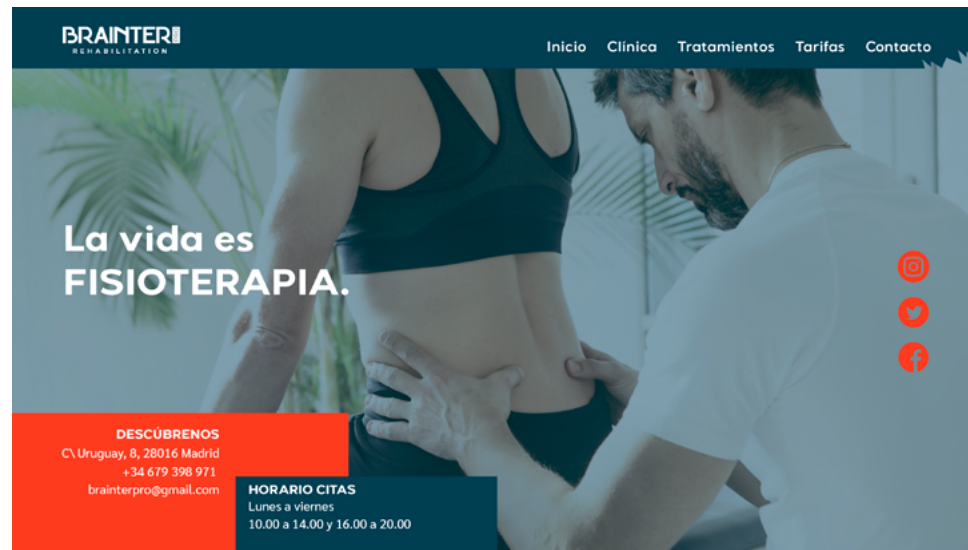 BRAINTER
REHABILITATION
Inicio Clínica Tratamientos Tarifas Contacto
La vida es
FISIOTERAPIA.
DESCÚBRENOS
C\ Uruguay, 8, 28016 Madrid
+34 679 398 971
brainterpro@gmail.com
HORARIO CITAS
Lunes a viernes
10.00 a 14.00 y 16.00 a 20.00